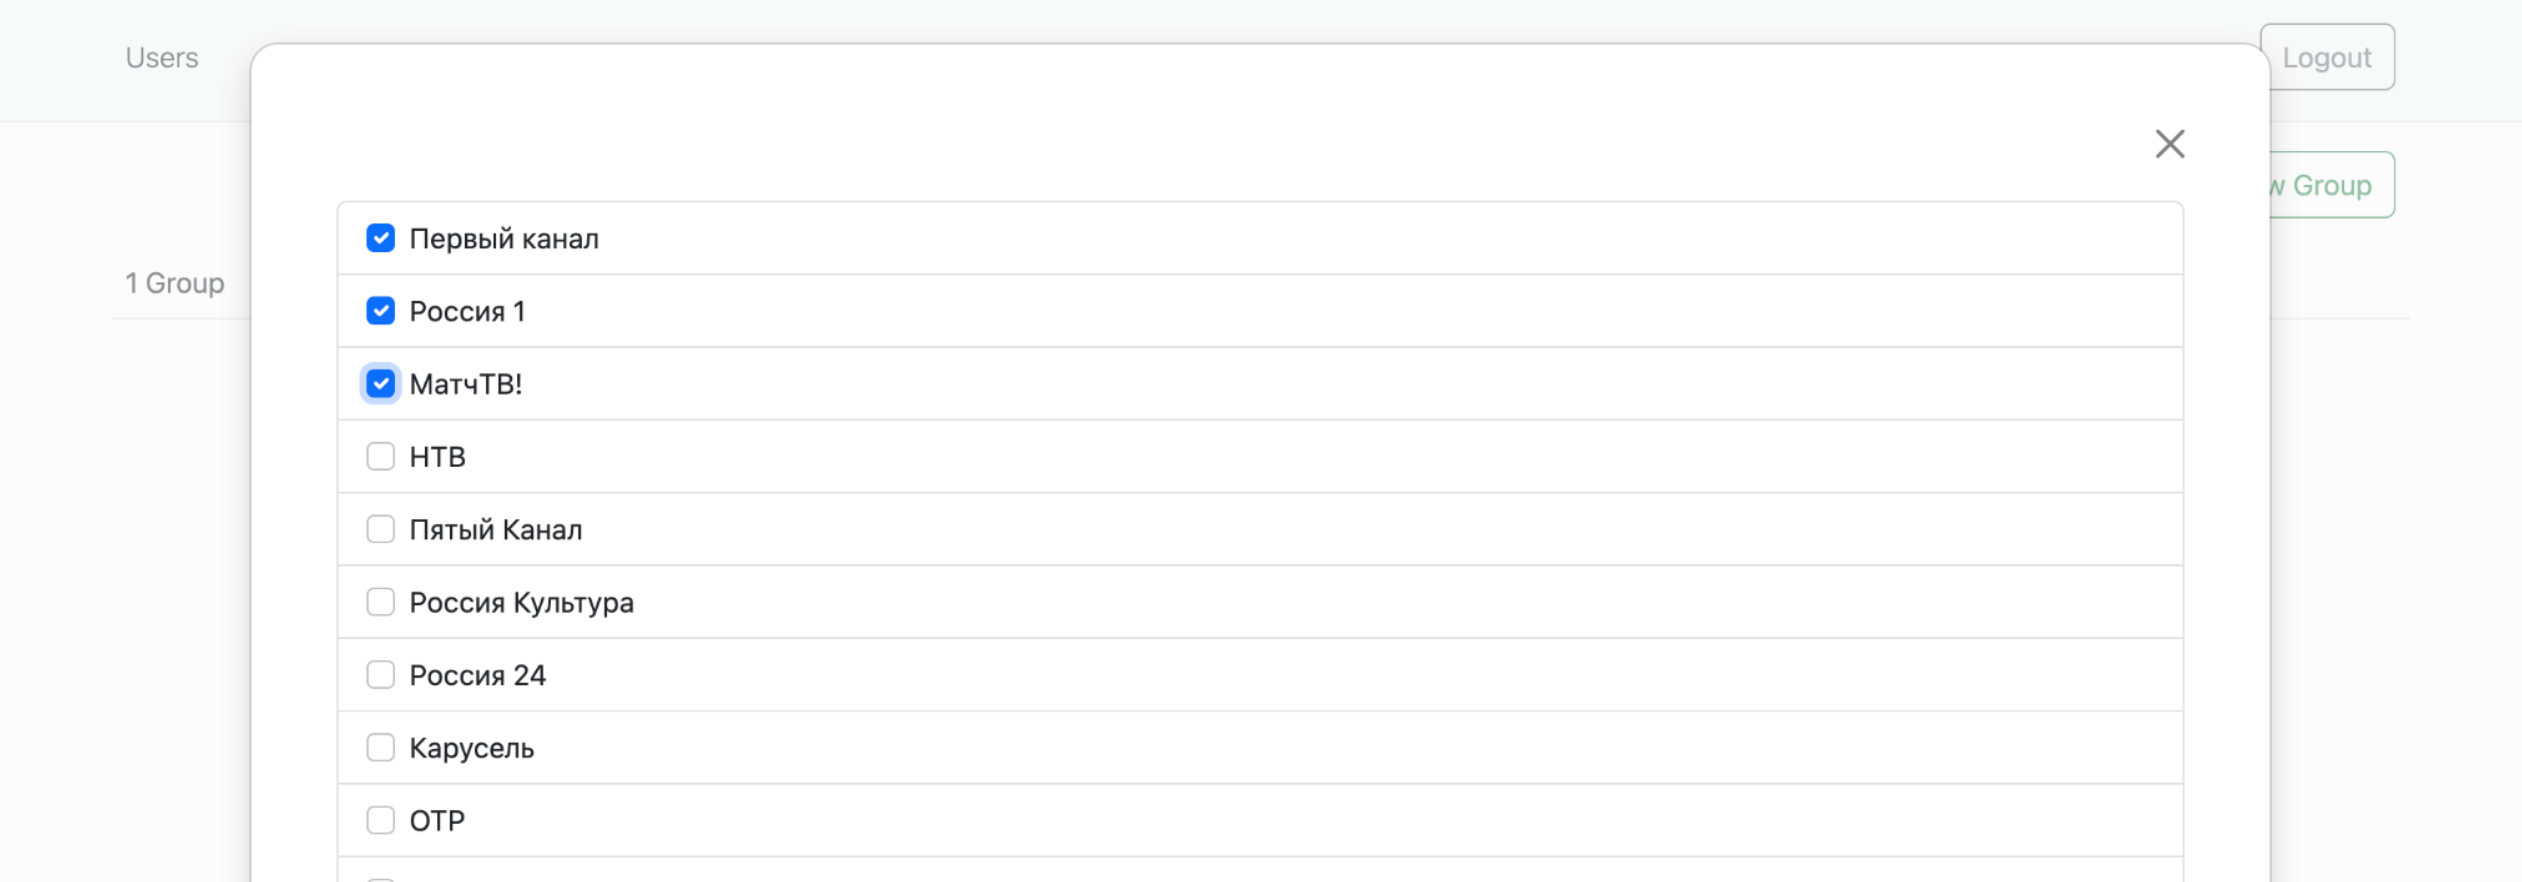 Users
Logout
w Group
1 Group
Первый канал
Россия 1
МатчТВ!
НТВ
Пятый Канал
Россия Культура
Россия 24
Карусель
ОТР